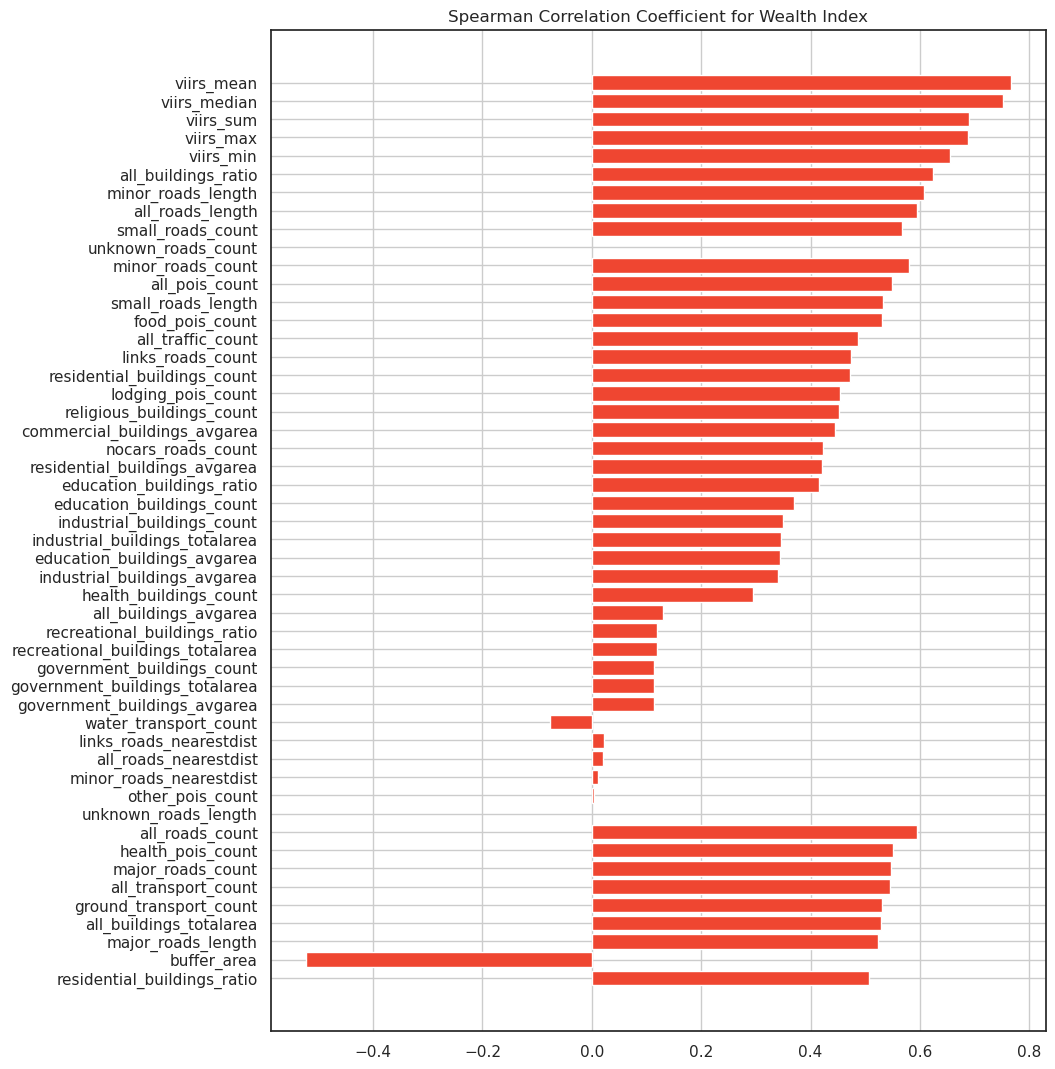 Spearman Correlation Coefficient for Wealth Index
viirs_mean
viirs_median
viirs_sum
viirs_max
viirs_min
all_buildings_ratio
minor_roads_length
all_roads_length
small_roads_count
unknown_roads_count
minor_roads_count
all_pois_count
small_roads_length
food_pois_count
all_traffic_count
links_roads_count
residential_buildings_count
lodging_pois_count
religious_buildings_count
commercial_buildings_avgarea
nocars_roads_count
residential_buildings_avgarea
education_buildings_ratio
education_buildings_count
industrial_buildings_count
industrial_buildings_totalarea
education_buildings_avgarea
industrial_buildings_avgarea
health_buildings_count
all_buildings_avgarea
recreational_buildings_ratio
recreational_buildings_totalarea
government_buildings_count
government_buildings_totalarea
government_buildings_avgarea
water_transport_count
links_roads_nearestdist
all_roads_nearestdist
minor_roads_nearestdist
other_pois_count
unknown_roads_length
all_roads_count
health_pois_count
major_roads_count
all_transport_count
ground_transport_count
all_buildings_totalarea
major_roads_length
buffer_area
residential_buildings_ratio
−0.4 −0.2 0.0 0.2 0.4 0.6 0.8